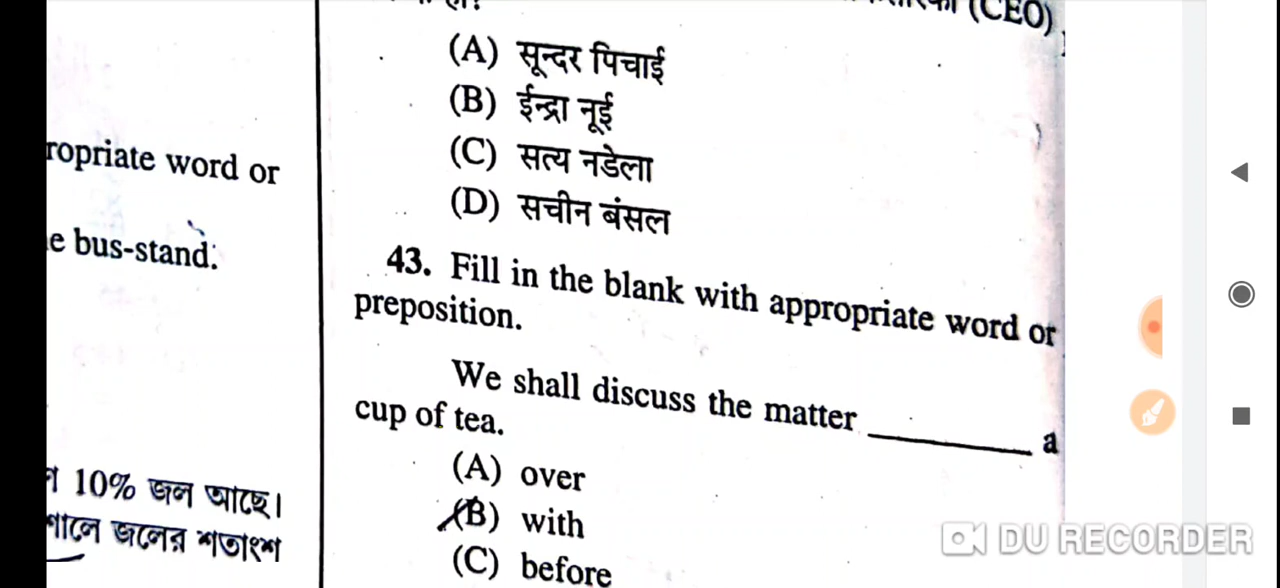 ropriate word or
e bus-stand.
10% জল আছে।
জলের শতাংশ
(CEO)
(A) सून्दर पिचाई
(B) ईन्द्रा नूई
(C) सत्य नडेला
(D) सचीन बंसल
43. Fill in the blank with appropriate word or
preposition.
We shall discuss the matter ________ a
cup of tea.
(A) over
(B) with
(C) before
DU RECORDER